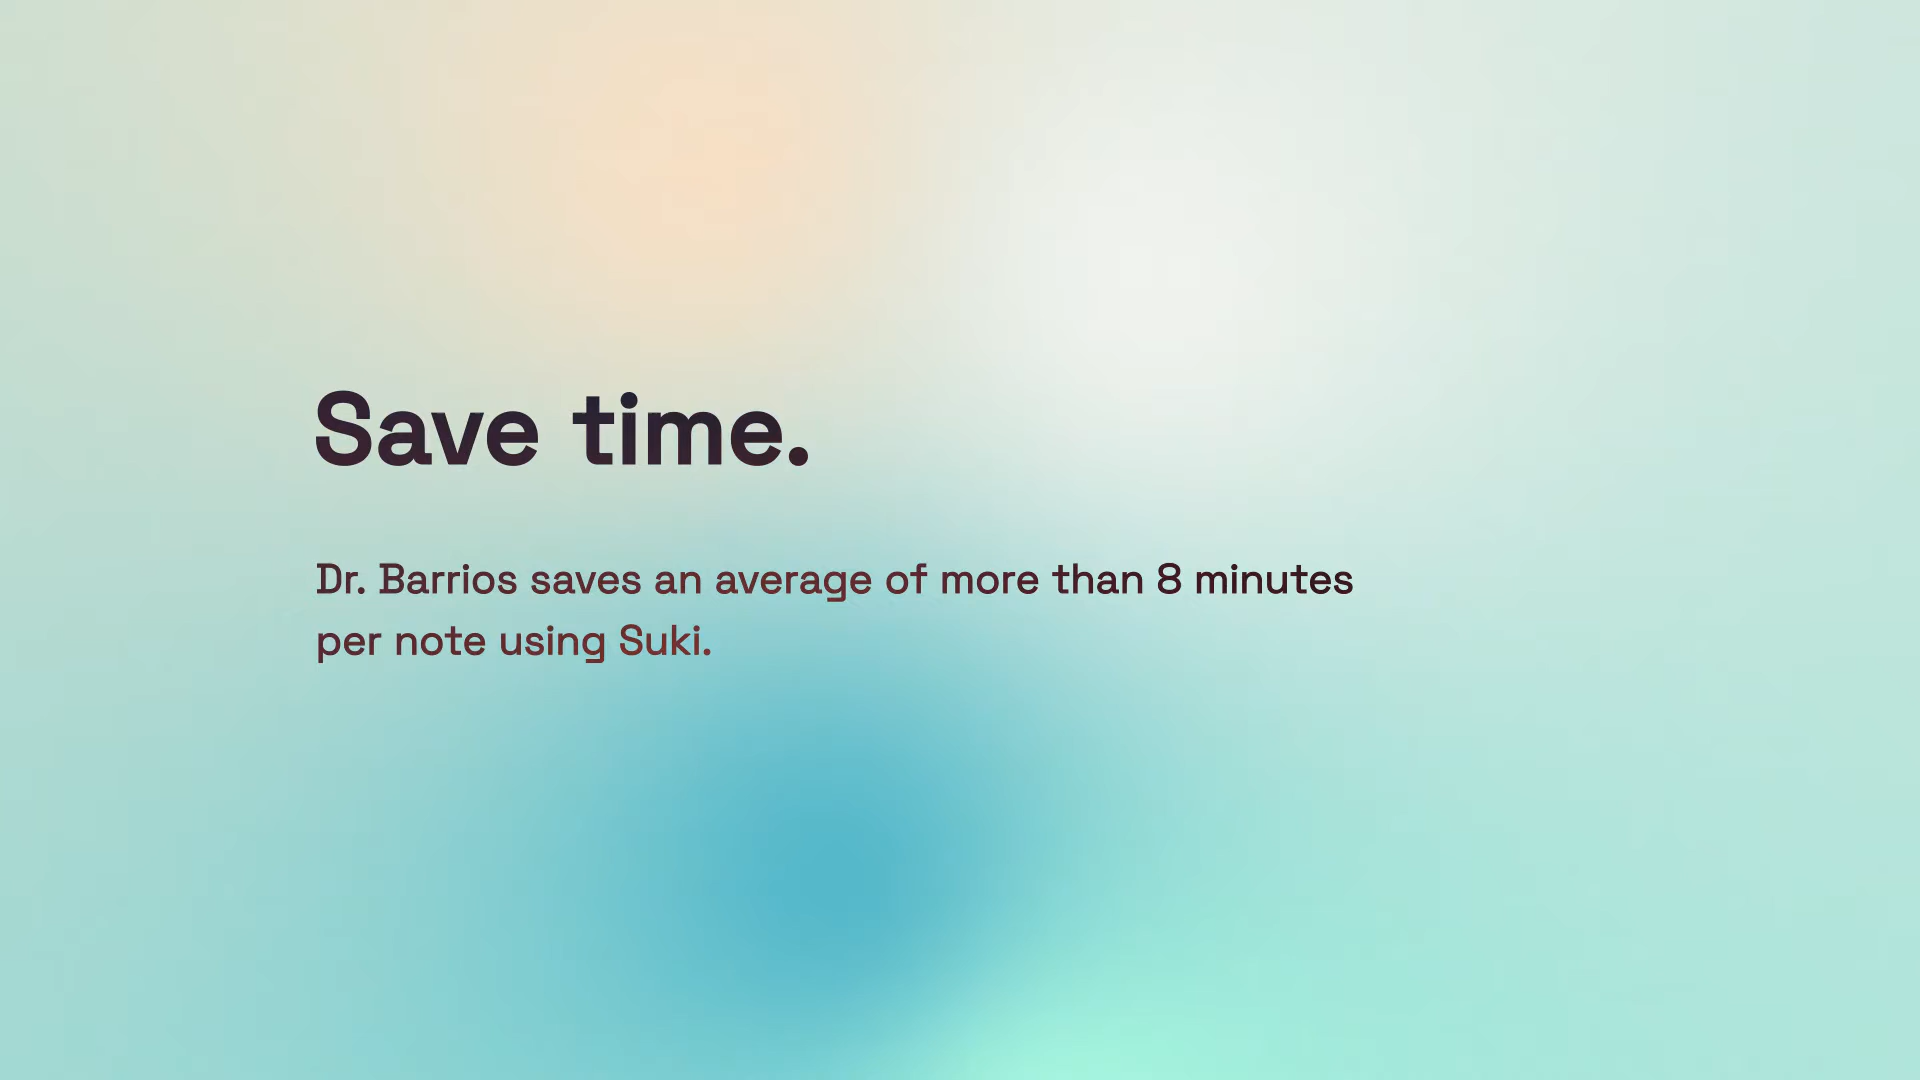 Save time.
Dr. Barrios saves an average of more than 8 minutes
per note using Suki.